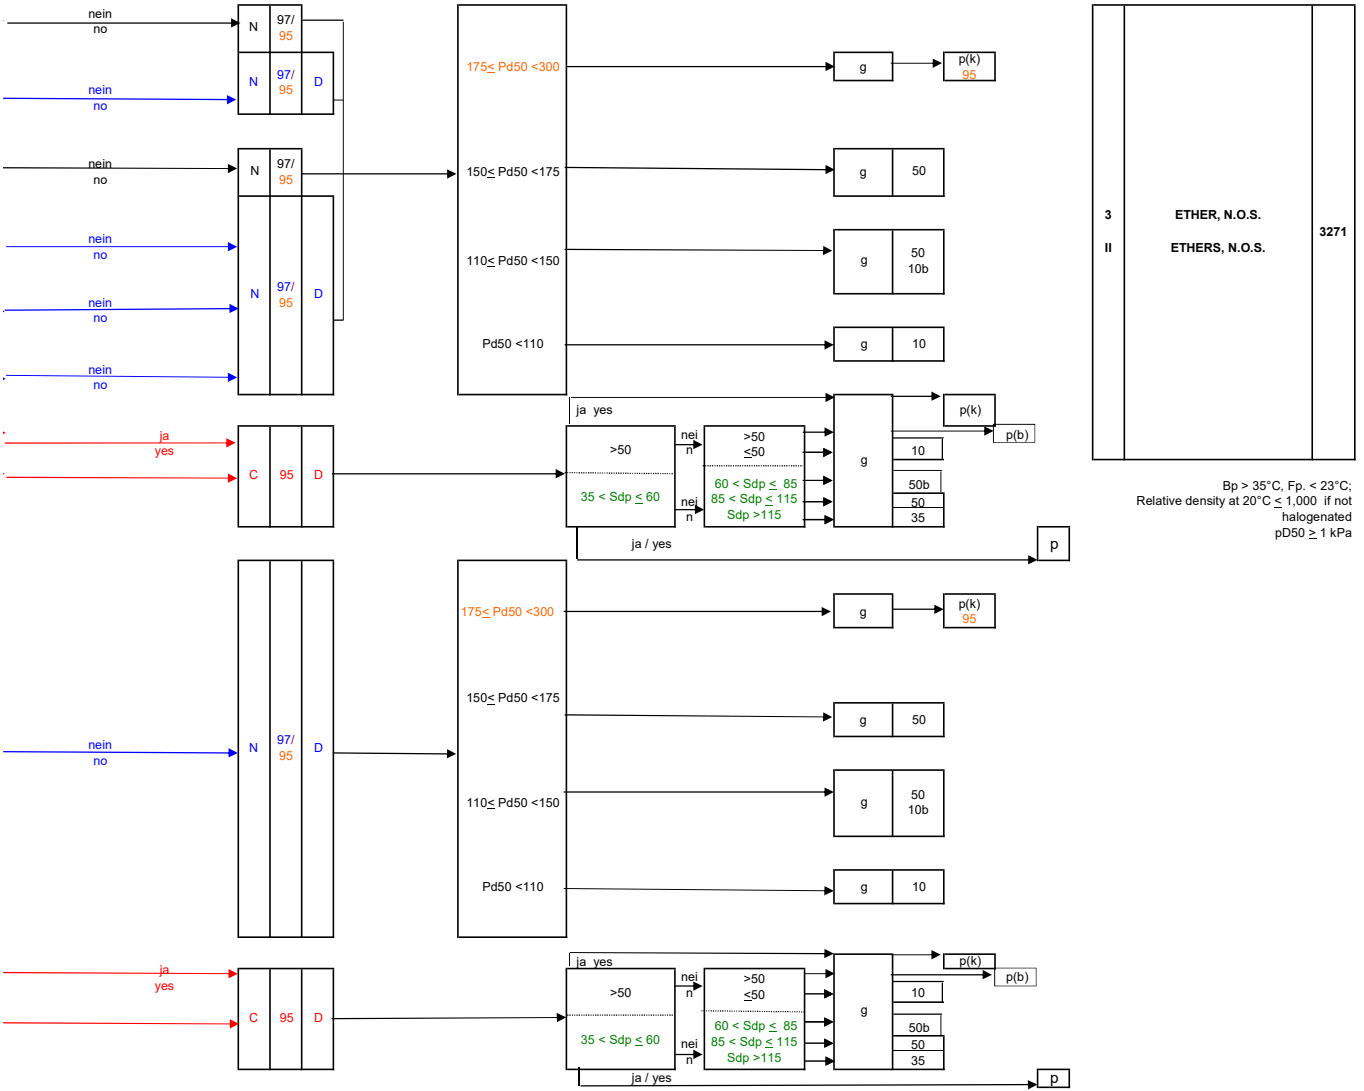 nein
no
N
97/
95
nein
no
N
97/
95
D
175≤ Pd50 <300
g
p(k)
95
nein
no
N
97/
95
150≤ Pd50 <175
g
50
nein
no
nein
no
nein
no
N
97/
95
D
110≤ Pd50 <150
g
50
10b
Pd50 <110
g
10
3
II
ETHER, N.O.S.
ETHERS, N.O.S.
3271
Bp > 35°C, Fp. < 23°C;
Relative density at 20°C ≤ 1,000 if not
halogenated
pD50 ≥ 1 kPa
ja
yes
C
95
D
ja yes
>50
35 < Sdp ≤ 60
nei
n
nei
n
>50
≤50
60 < Sdp ≤ 85
85 < Sdp ≤ 115
Sdp >115
g
p(k)
p(b)
10
50b
50
35
ja / yes
p
nein
no
N
97/
95
D
175≤ Pd50 <300
g
p(k)
95
150≤ Pd50 <175
g
50
110≤ Pd50 <150
g
50
10b
Pd50 <110
g
10
ja
yes
C
95
D
ja yes
>50
35 < Sdp ≤ 60
nei
n
nei
n
>50
≤50
60 < Sdp ≤ 85
85 < Sdp ≤ 115
Sdp >115
g
p(k)
p(b)
10
50b
50
35
ja / yes
p